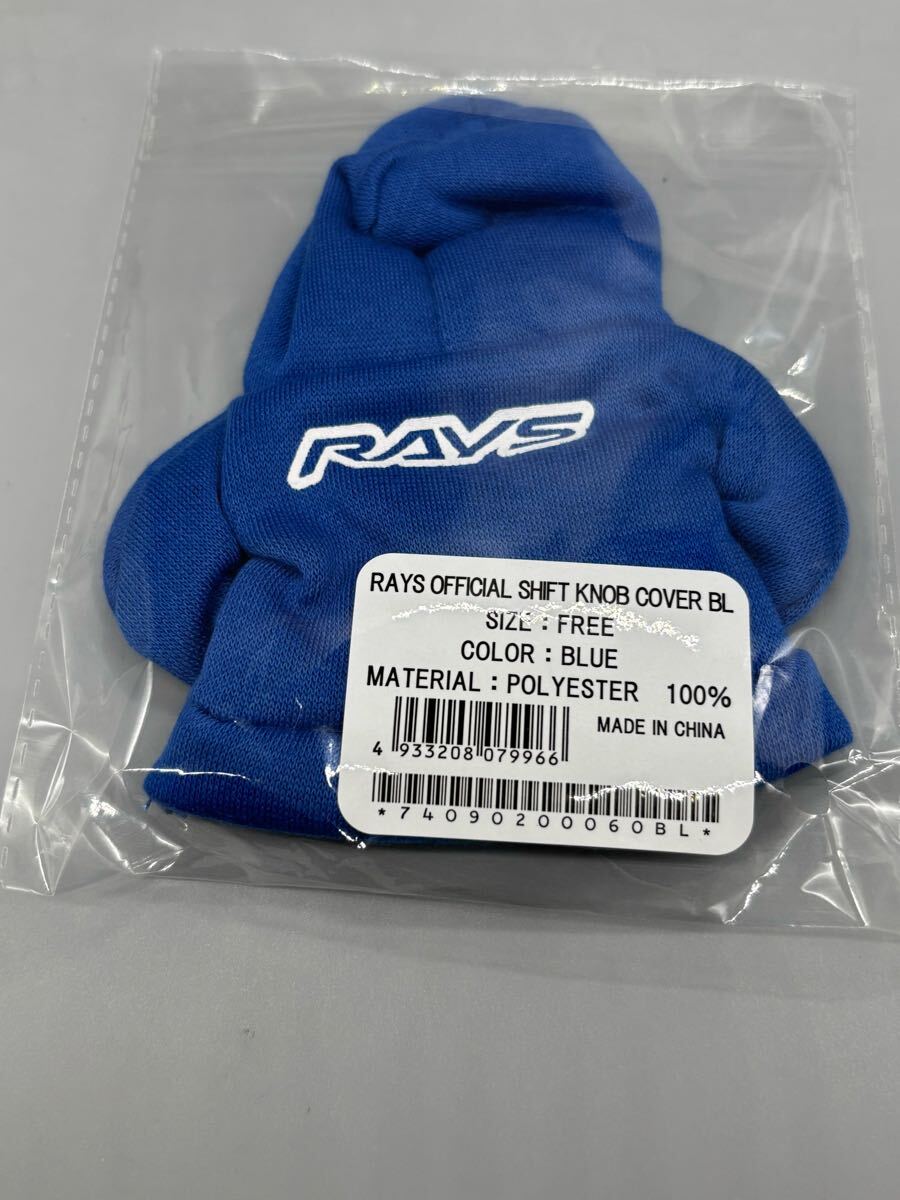 RAYS
RAYS OFFICIAL SHIFT KNOB COVER BL
SIZE：FREE
COLOR：BLUE
MATERIAL：POLYESTER 100%
MADE IN CHINA
4 933208 079966
*74090200060BL*